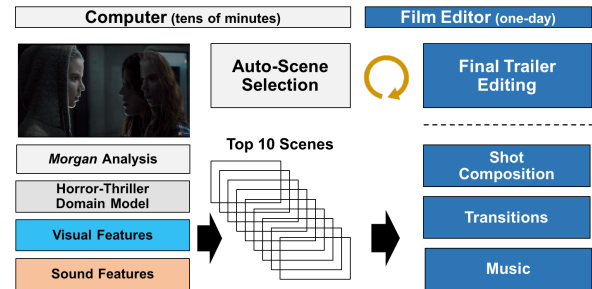 Computer (tens of minutes)
Film Editor (one-day)
Auto-Scene
Selection
Final Trailer
Editing
Top 10 Scenes
Morgan Analysis
Horror-Thriller
Domain Model
Visual Features
Sound Features
Shot
Composition
Transitions
Music